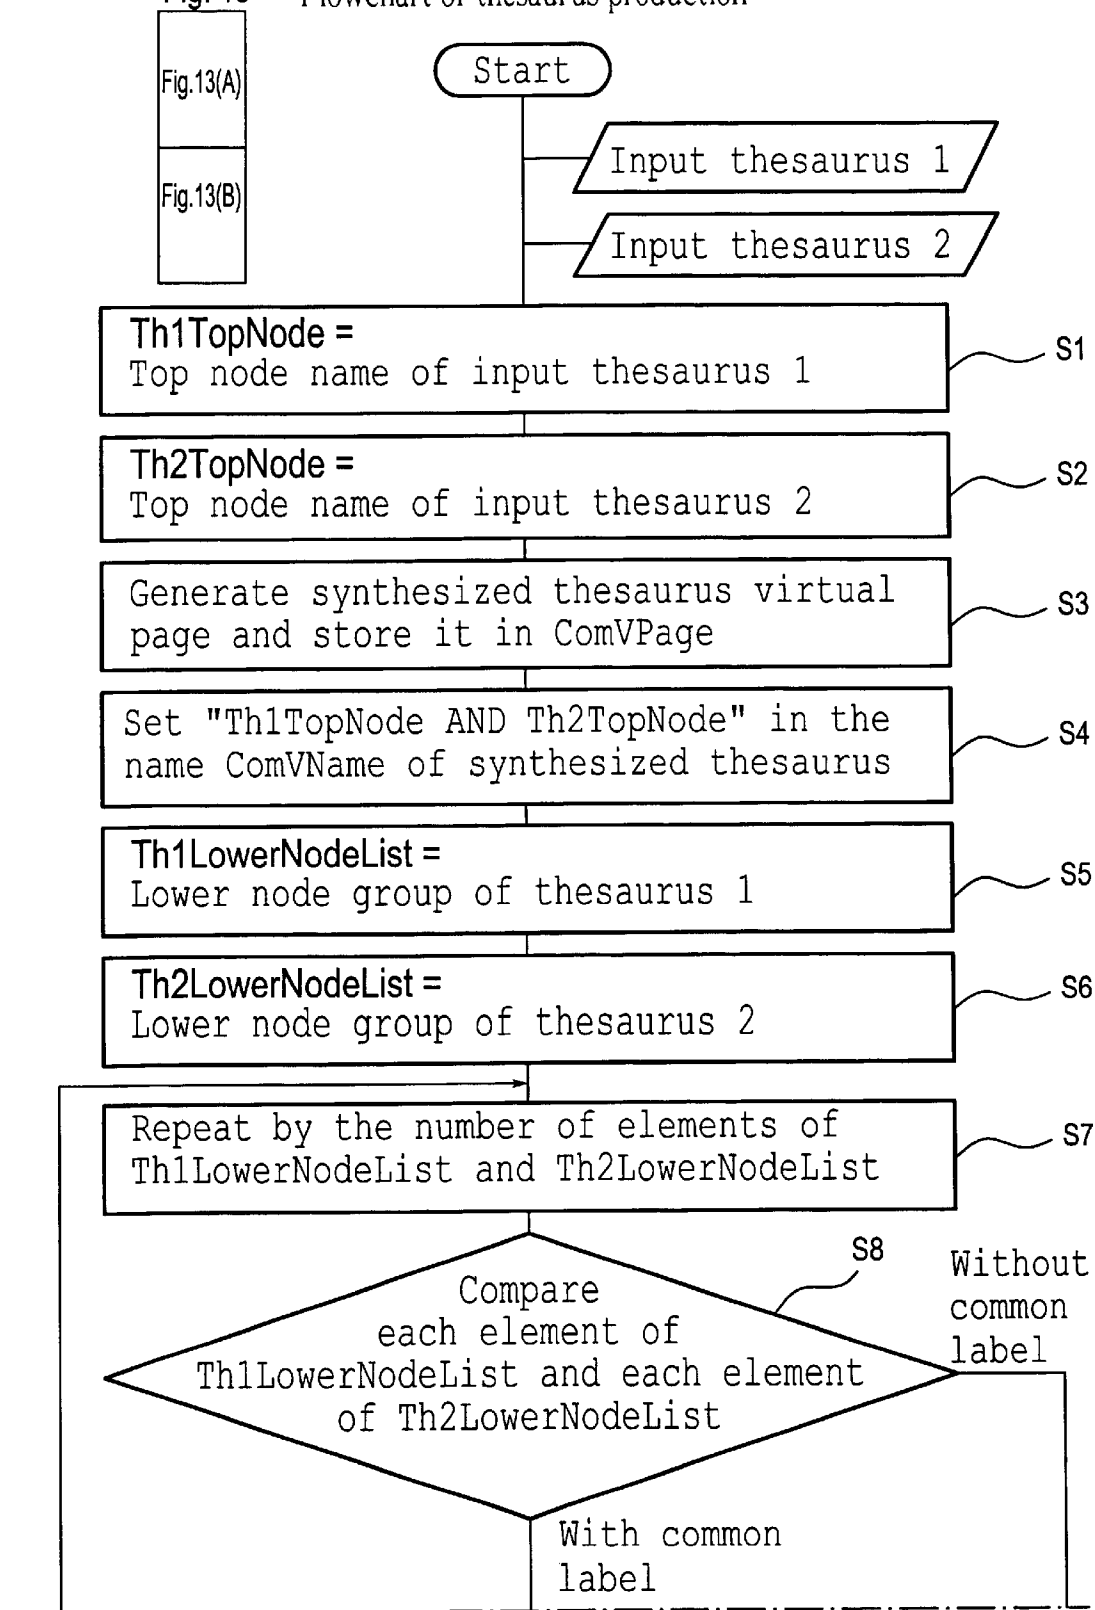 Flowchart of thesaurus production
Fig.13(A)
Fig.13(B)
Start
Input thesaurus 1
Input thesaurus 2
Th1TopNode =
Top node name of input thesaurus 1
S1
Th2TopNode =
Top node name of input thesaurus 2
S2
Generate synthesized thesaurus virtual
page and store it in ComVPage
S3
Set "Th1TopNode AND Th2TopNode" in the
name ComVName of synthesized thesaurus
S4
Th1LowerNodeList =
Lower node group of thesaurus 1
S5
Th2LowerNodeList =
Lower node group of thesaurus 2
S6
Repeat by the number of elements of
Th1LowerNodeList and Th2LowerNodeList
S7
S8
Compare
each element of
Th1LowerNodeList and each element
of Th2LowerNodeList
Without
common
label
With common
label